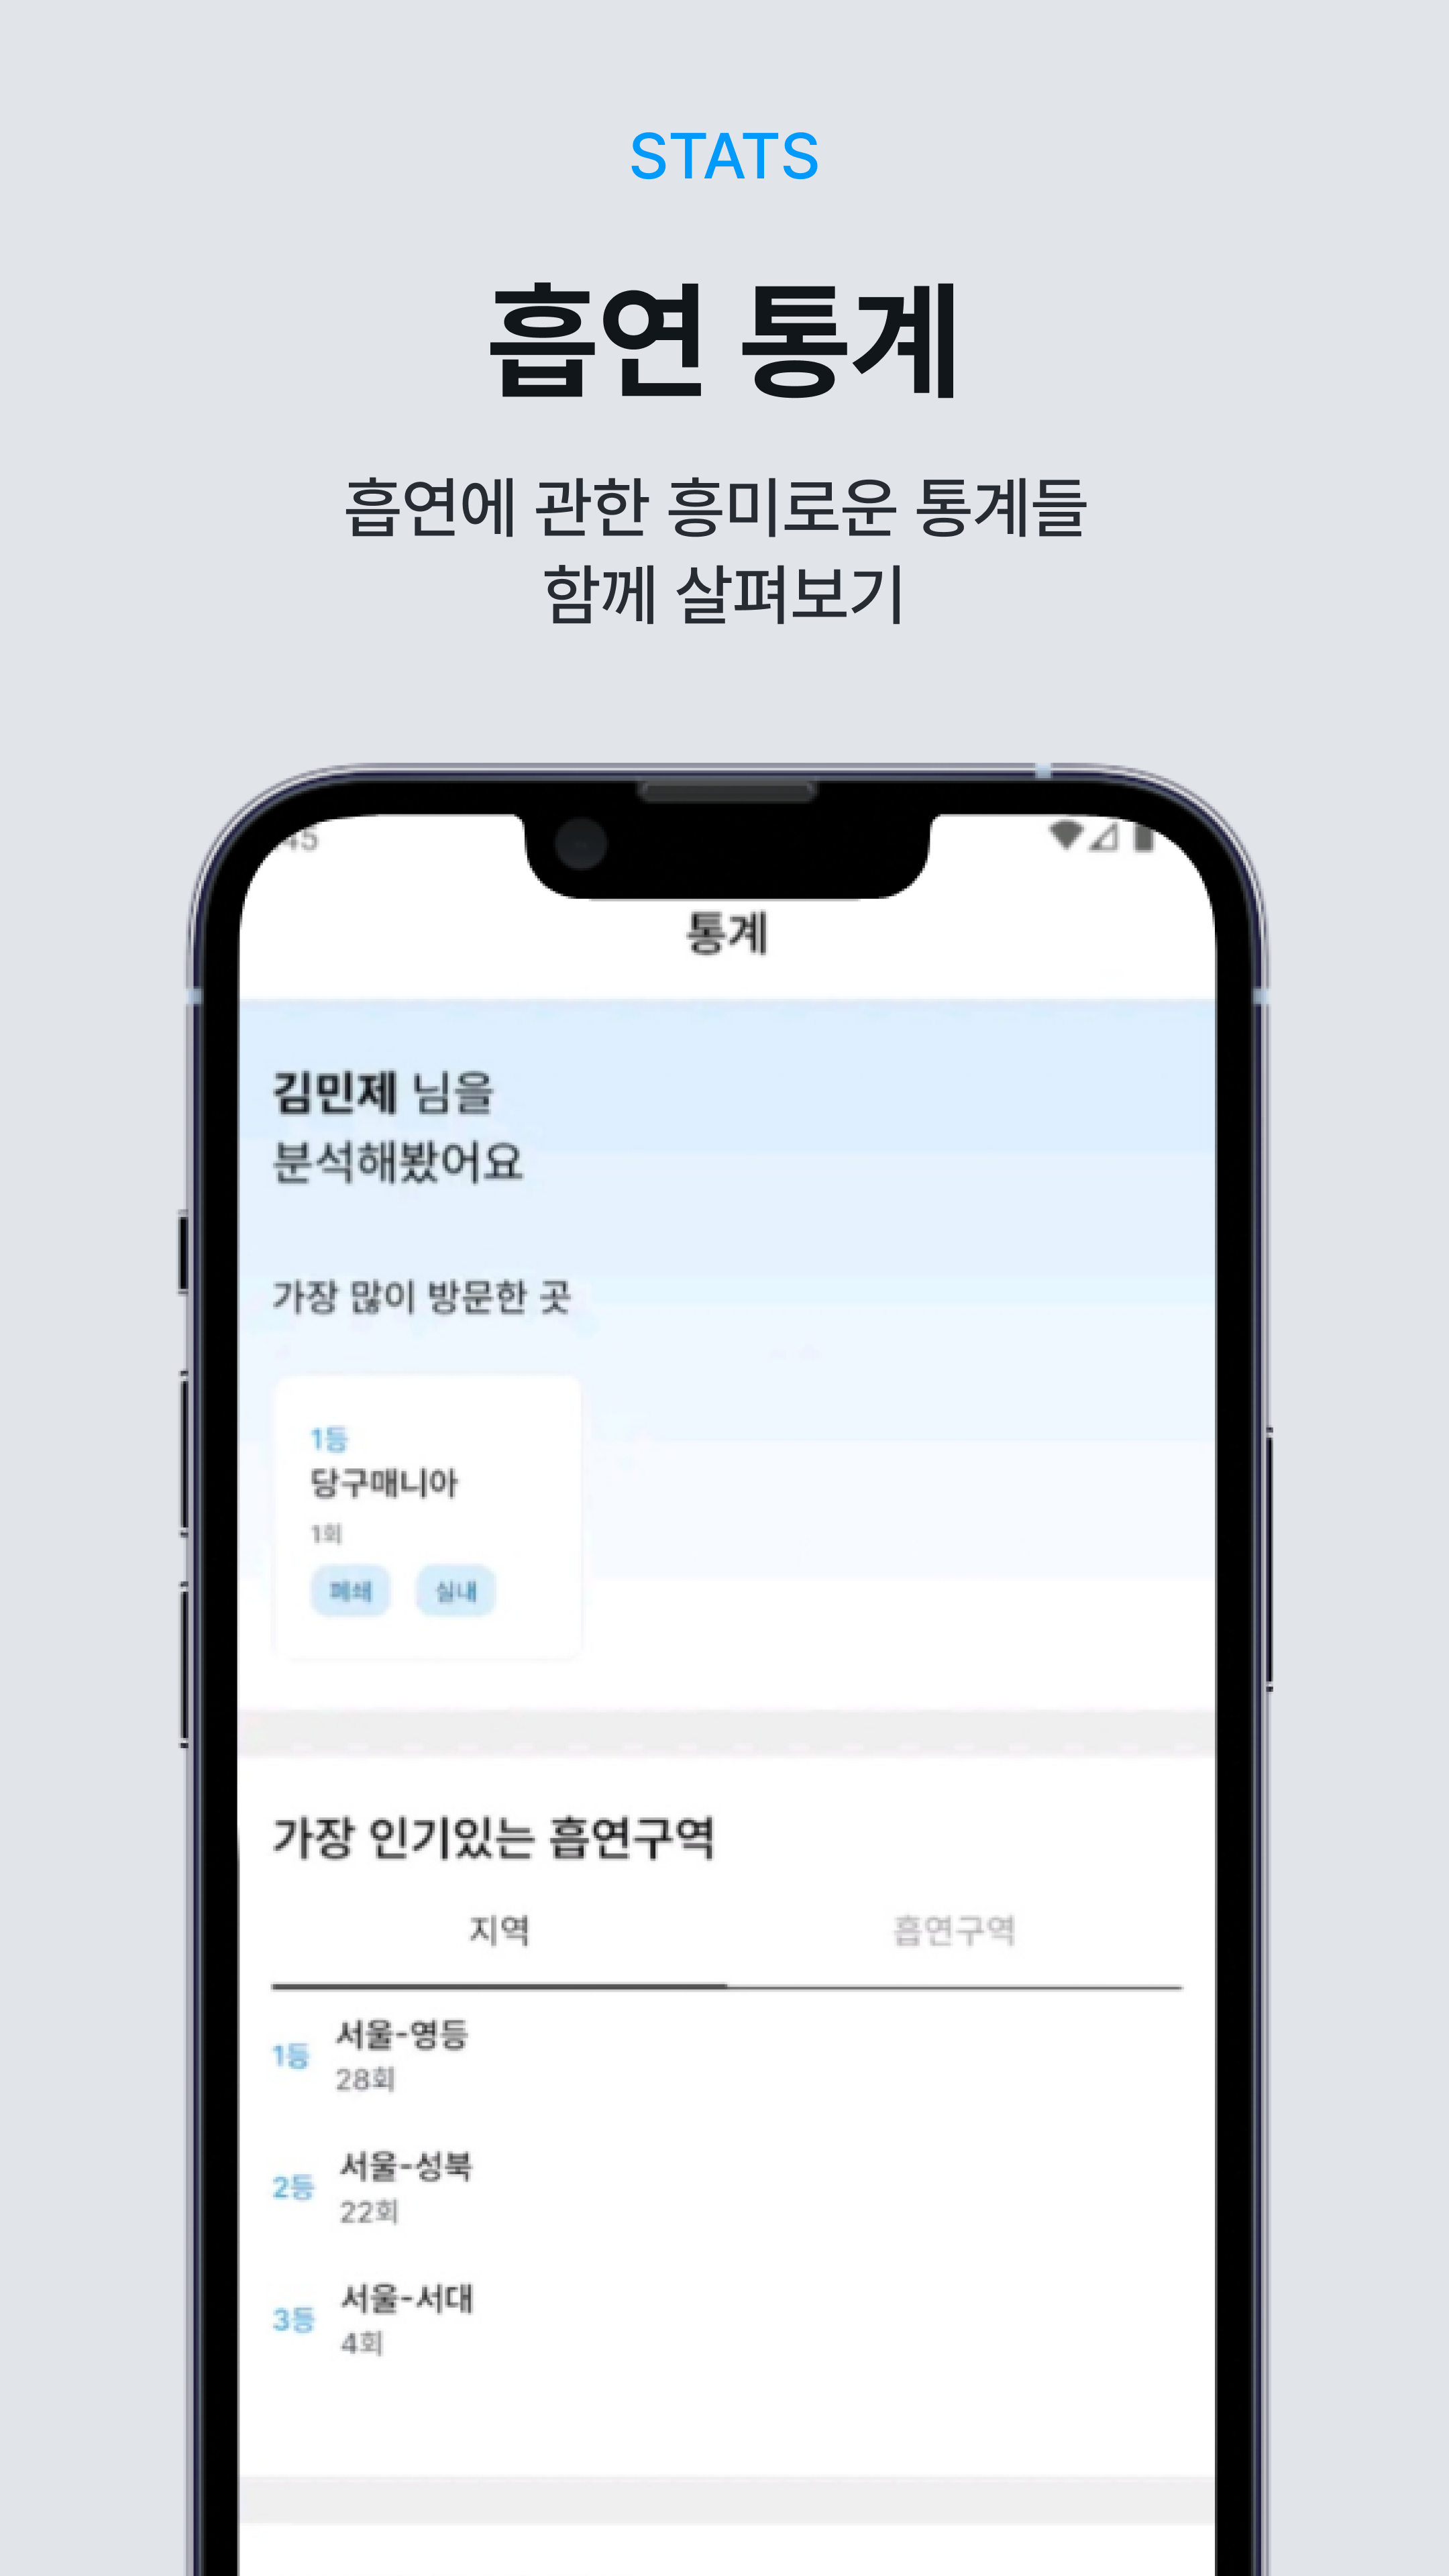 STATS
흡연 통계
흡연에 관한 흥미로운 통계들
함께 살펴보기
45
통계
김민제 님을
분석해봤어요
가장 많이 방문한 곳
1등
당구매니아
1회
폐쇄 실내
가장 인기있는 흡연구역
지역 흡연구역
1등
서울-영등
28회
2등
서울-성북
22회
3등
서울-서대
4회